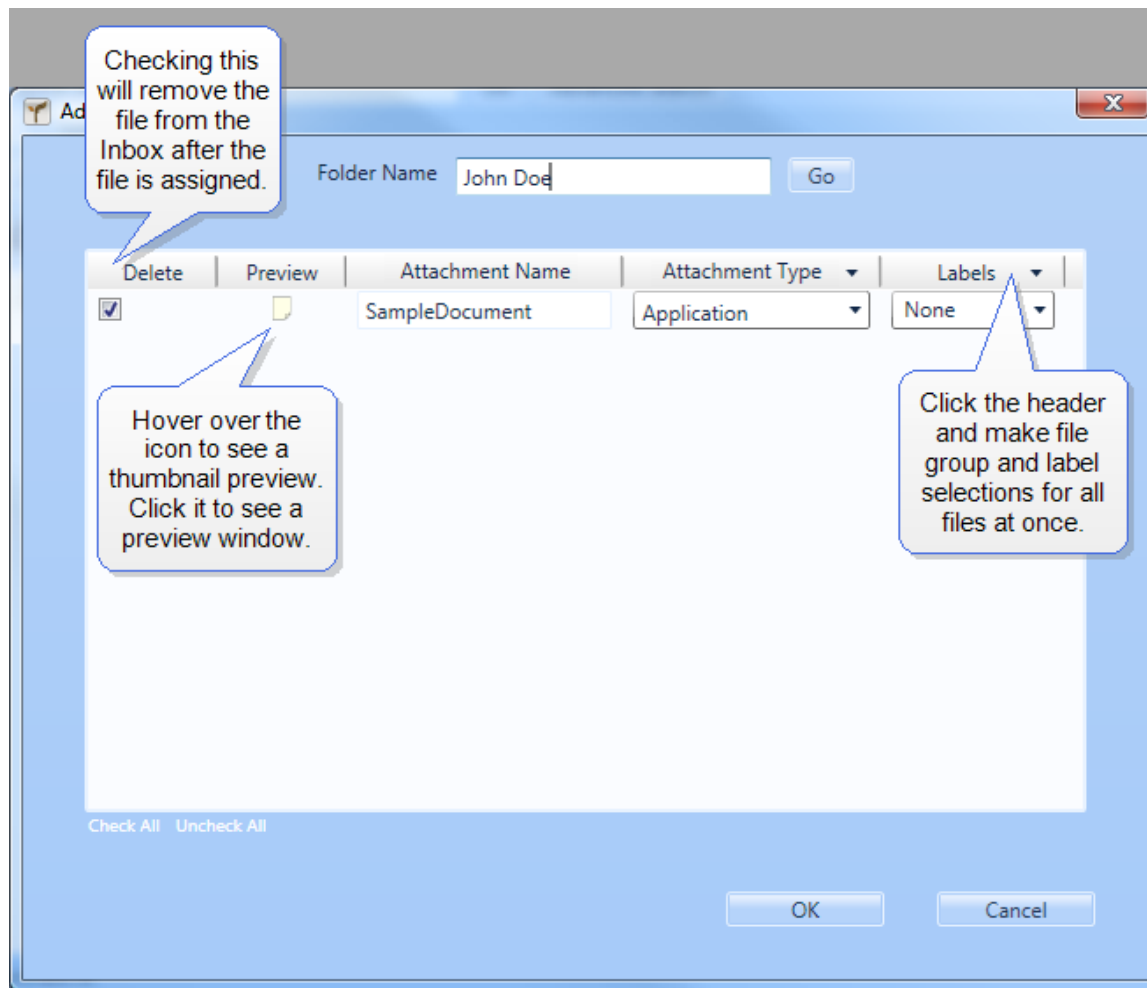 Checking this
will remove the
file from the
Inbox after the
file is assigned.
Ad
Folder Name John Doe Go
Delete Preview Attachment Name Attachment Type Labels
SampleDocument Application None
Hover over the
icon to see a
thumbnail preview.
Click it to see a
preview window.
Click the header
and make file
group and label
selections for all
files at once.
Check All Uncheck All
OK Cancel